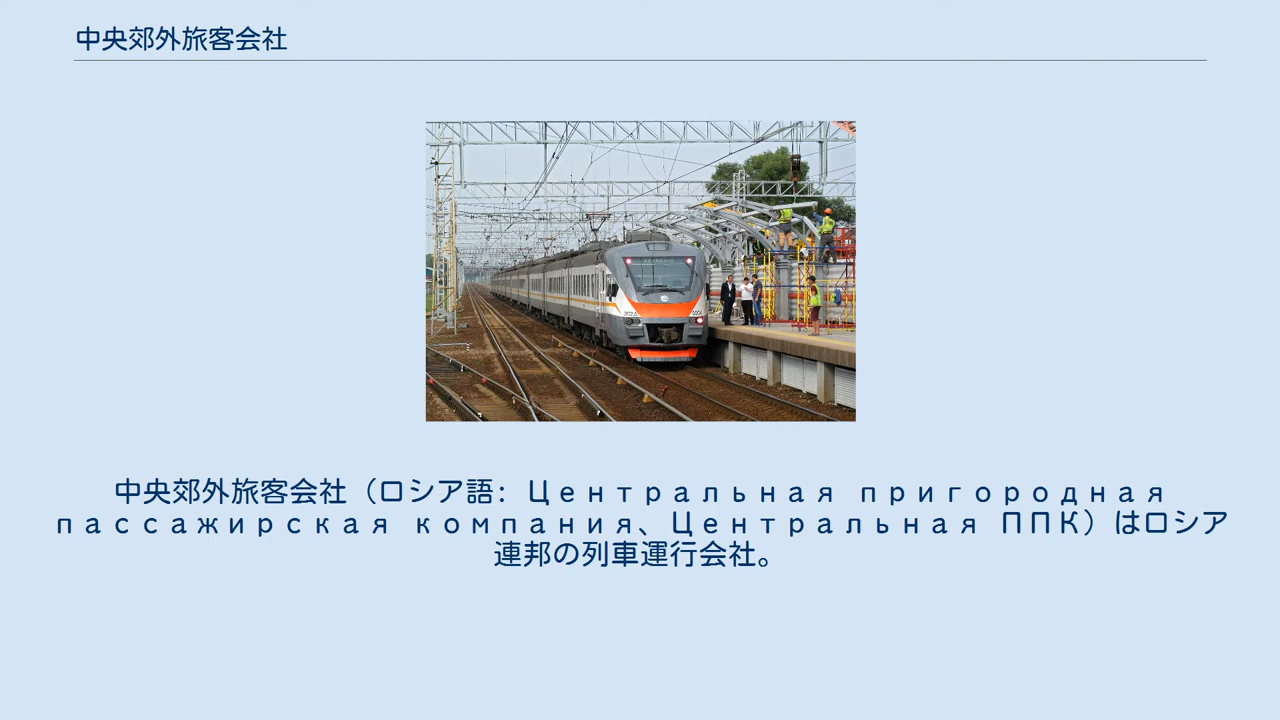 中央郊外旅客会社
中央郊外旅客会社（ロシア語: Центральная пригородная
пассажирская компания、Центральная ППК）はロシア
連邦の列車運行会社。